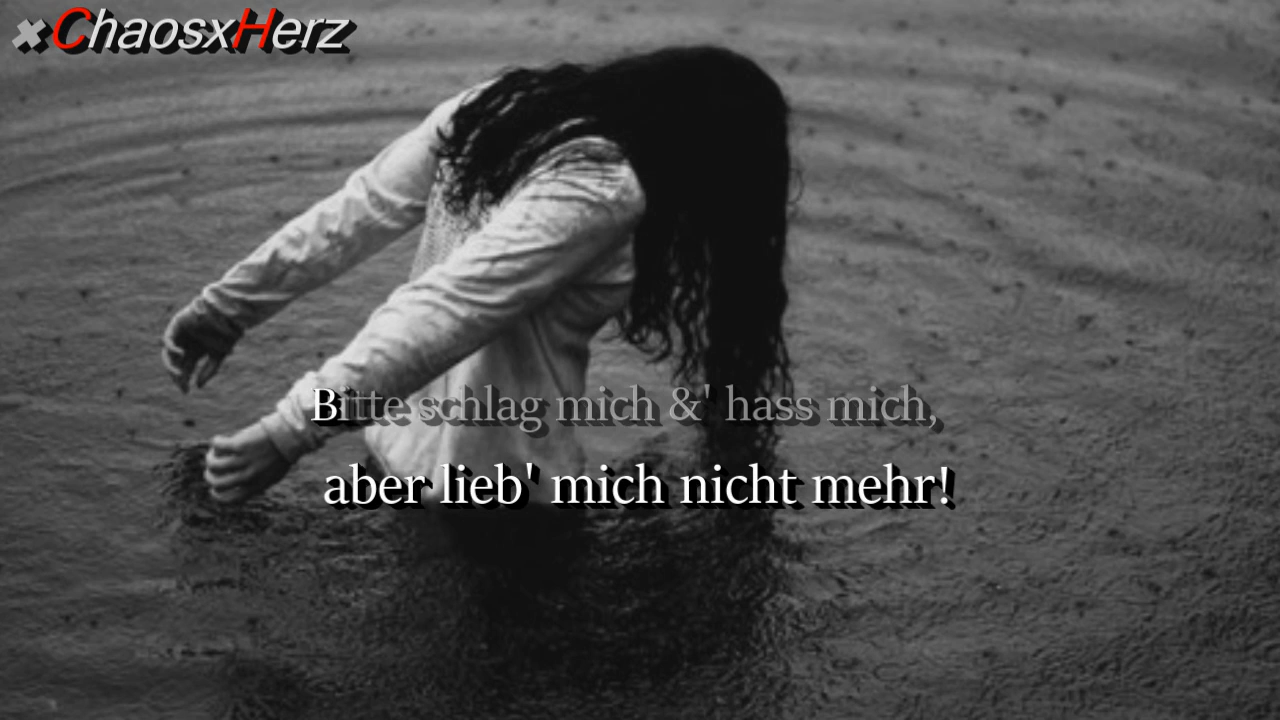 ×ChaosxHerz
Bitte schlag mich &' hass mich,
aber lieb' mich nicht mehr!